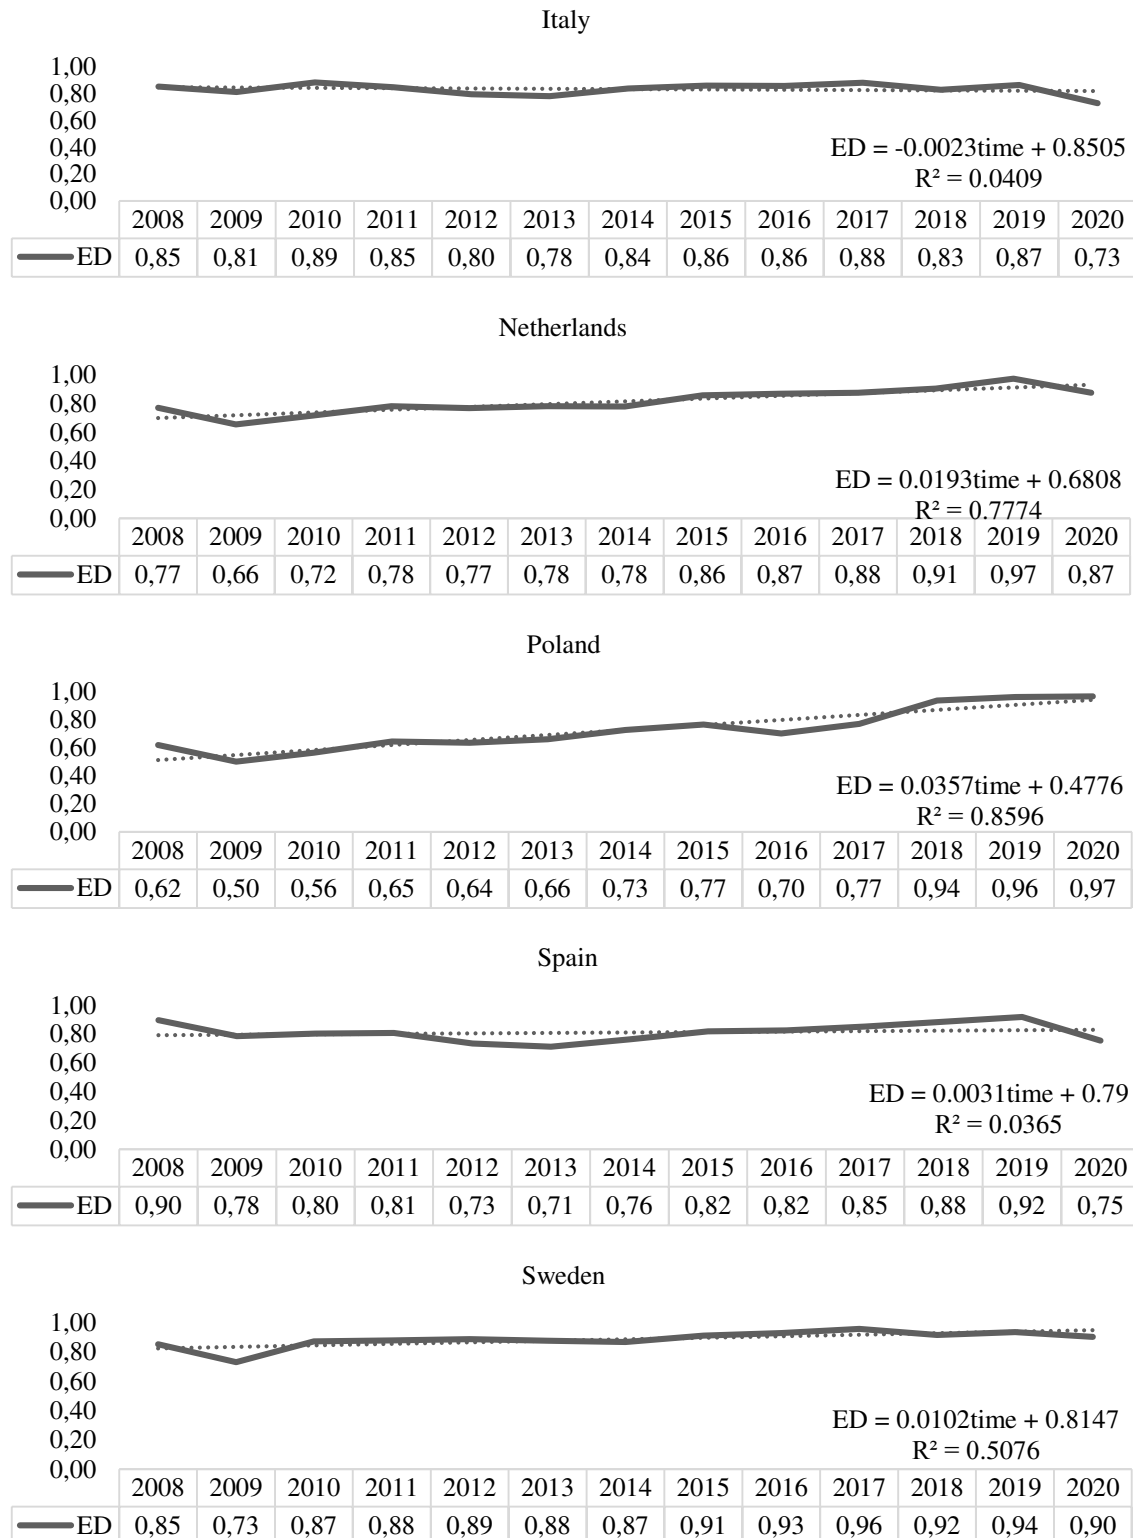 Italy
1,00
0,80
0,60
0,40
0,20
0,00
ED = -0.0023time + 0.8505
R² = 0.0409
2008 2009 2010 2011 2012 2013 2014 2015 2016 2017 2018 2019 2020
ED 0,85 0,81 0,89 0,85 0,80 0,78 0,84 0,86 0,86 0,88 0,83 0,87 0,73
Netherlands
1,00
0,80
0,60
0,40
0,20
0,00
ED = 0.0193time + 0.6808
R² = 0.7774
2008 2009 2010 2011 2012 2013 2014 2015 2016 2017 2018 2019 2020
ED 0,77 0,66 0,72 0,78 0,77 0,78 0,78 0,86 0,87 0,88 0,91 0,97 0,87
Poland
1,00
0,80
0,60
0,40
0,20
0,00
ED = 0.0357time + 0.4776
R² = 0.8596
2008 2009 2010 2011 2012 2013 2014 2015 2016 2017 2018 2019 2020
ED 0,62 0,50 0,56 0,65 0,64 0,66 0,73 0,77 0,70 0,77 0,94 0,96 0,97
Spain
1,00
0,80
0,60
0,40
0,20
0,00
ED = 0.0031time + 0.79
R² = 0.0365
2008 2009 2010 2011 2012 2013 2014 2015 2016 2017 2018 2019 2020
ED 0,90 0,78 0,80 0,81 0,73 0,71 0,76 0,82 0,82 0,85 0,88 0,92 0,75
Sweden
1,00
0,80
0,60
0,40
0,20
0,00
ED = 0.0102time + 0.8147
R² = 0.5076
2008 2009 2010 2011 2012 2013 2014 2015 2016 2017 2018 2019 2020
ED 0,85 0,73 0,87 0,88 0,89 0,88 0,87 0,91 0,93 0,96 0,92 0,94 0,90